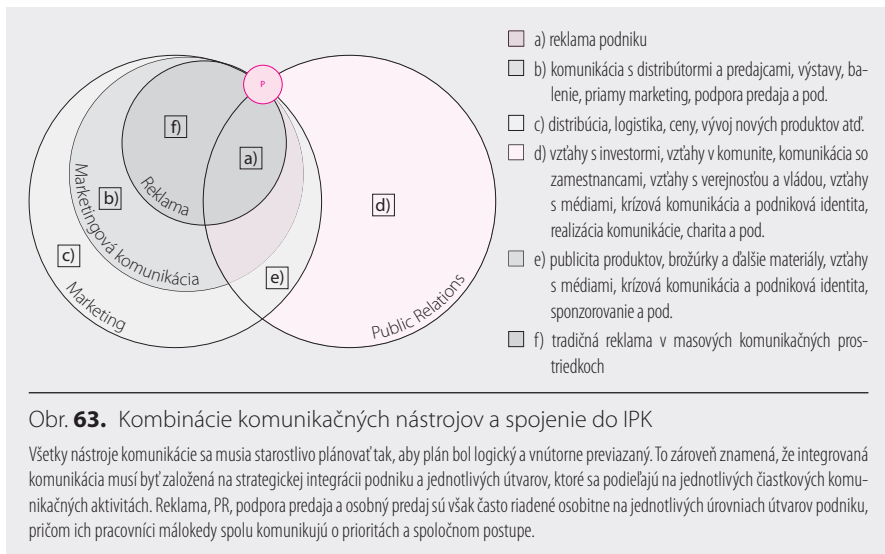 P
f)
a)
b)
d)
c)
e)
Reklama
Marketingová komunikácia
Marketing
Public Relations
a) reklama podniku
b) komunikácia s distribútormi a predajcami, výstavy, ba-
lenie, priamy marketing, podpora predaja a pod.
c) distribúcia, logistika, ceny, vývoj nových produktov atď.
d) vzťahy s investormi, vzťahy v komunite, komunikácia so
zamestnancami, vzťahy s verejnosťou a vládou, vzťahy
s médiami, krízová komunikácia a podniková identita,
realizácia komunikácie, charita a pod.
e) publicita produktov, brožúrky a ďalšie materiály, vzťahy
s médiami, krízová komunikácia a podniková identita,
sponzorovanie a pod.
f) tradičná reklama v masových komunikačných pros-
triedkoch
Obr. 63. Kombinácie komunikačných nástrojov a spojenie do IPK
Všetky nástroje komunikácie sa musia starostlivo plánovať tak, aby plán bol logický a vnútorne previazaný. To zároveň znamená, že integrovaná
komunikácia musí byť založená na strategickej integrácii podniku a jednotlivých útvarov, ktoré sa podieľajú na jednotlivých čiastkových komu-
nikačných aktivitách. Reklama, PR, podpora predaja a osobný predaj sú však často riadené osobitne na jednotlivých úrovniach útvarov podniku,
pričom ich pracovníci málokedy spolu komunikujú o prioritách a spoločnom postupe.